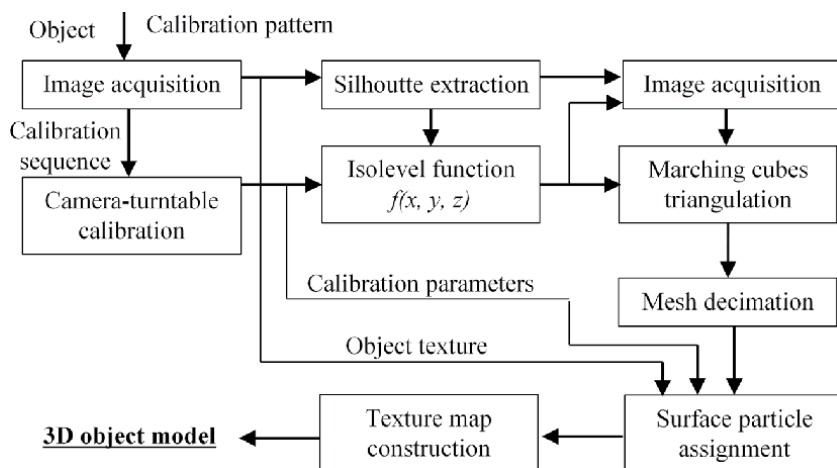 Object
Calibration pattern
Image acquisition
Silhoutte extraction
Image acquisition
Calibration
sequence
Camera-turntable
calibration
Isolevel function
f(x, y, z)
Marching cubes
triangulation
Calibration parameters
Mesh decimation
Object texture
3D object model
Texture map
construction
Surface particle
assignment